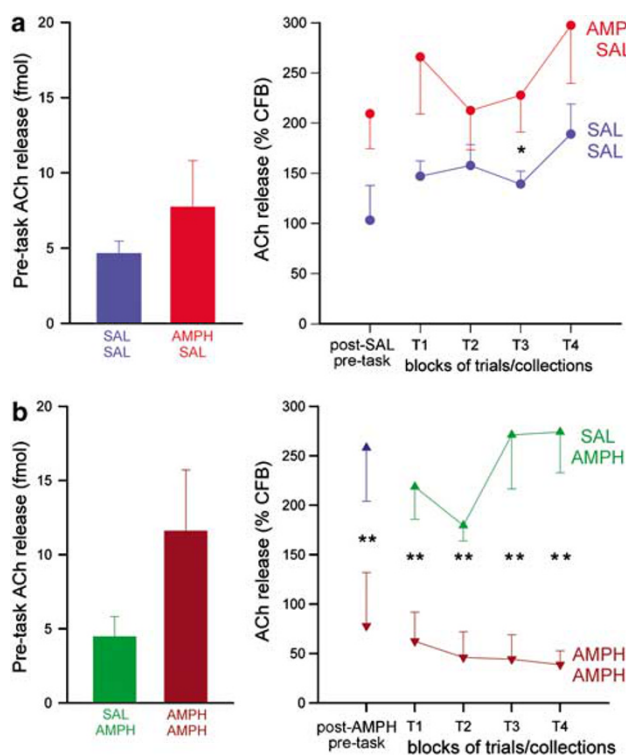 a
Pre-task ACh release (fmol)
20
15
10
5
0
SAL
SAL
AMPH
SAL
ACh release (% CFB)
300
250
200
150
100
50
0
*
AMP
SAL
SAL
SAL
post-SAL
pre-task
T1
T2
T3
T4
blocks of trials/collections
b
Pre-task ACh release (fmol)
20
15
10
5
0
SAL
AMPH
AMPH
AMPH
ACh release (% CFB)
300
250
200
150
100
50
0
** ** ** ** **
SAL
AMPH
AMPH
AMPH
post-AMPH
pre-task
T1
T2
T3
T4
blocks of trials/collections